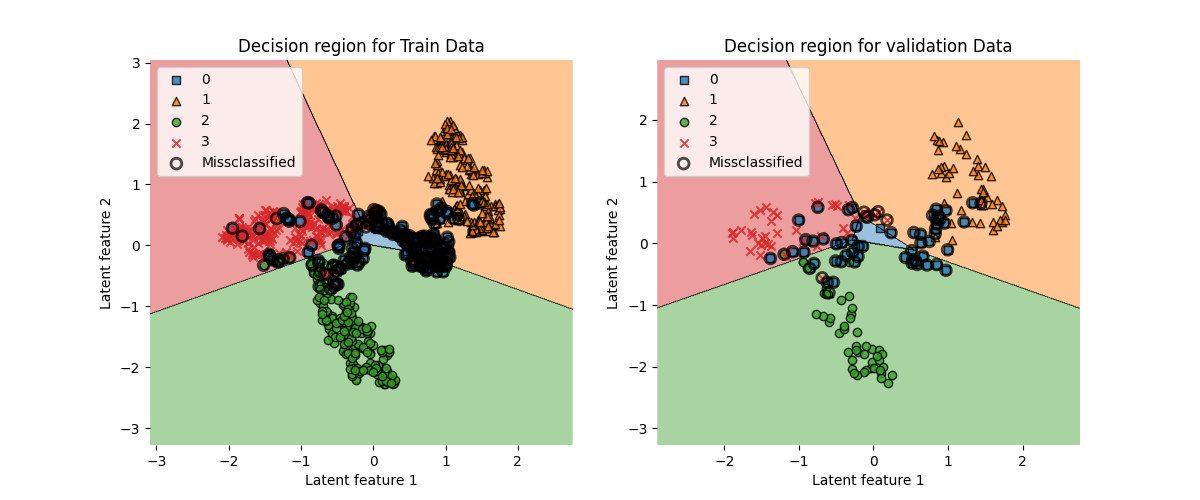 Decision region for Train Data
0
1
2
3
Missclassified
Latent feature 2
3
2
1
0
−1
−2
−3
−3 −2 −1 0 1 2
Latent feature 1
Decision region for validation Data
0
1
2
3
Missclassified
Latent feature 2
2
1
0
−1
−2
−3
−2 −1 0 1 2
Latent feature 1